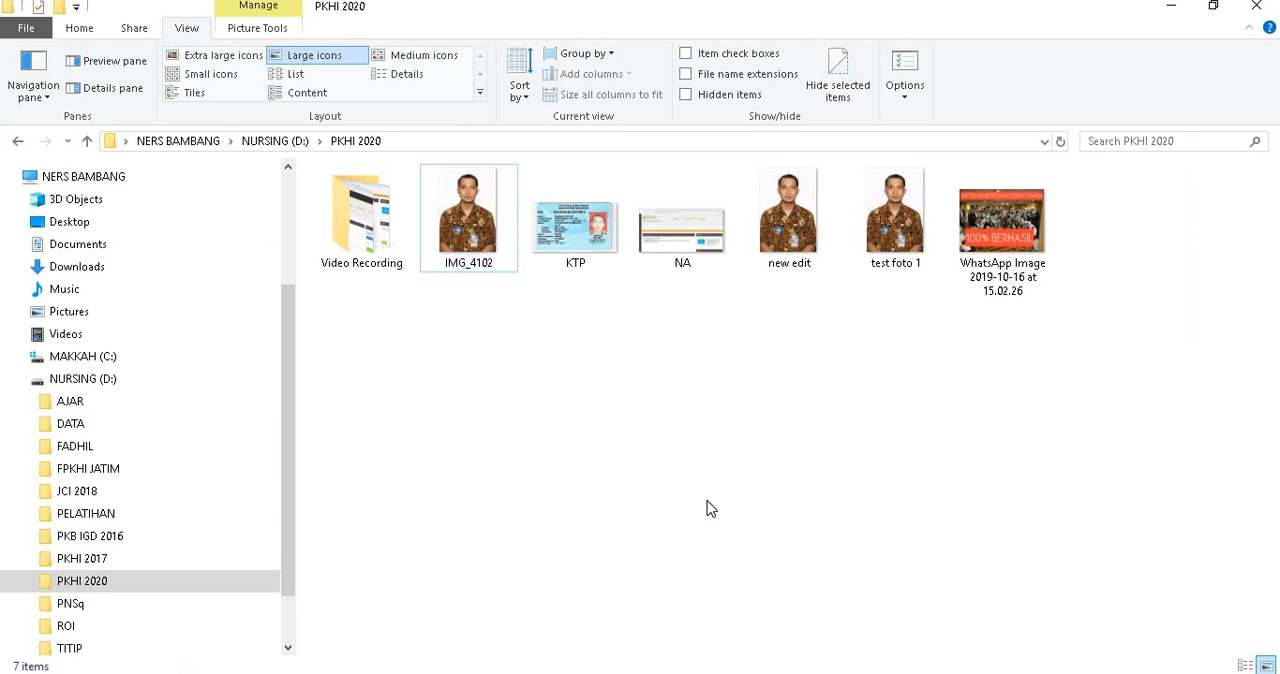 Manage
PKHI 2020
File
Home
Share
View
Picture Tools
Navigation pane
Preview pane
Details pane
Panes
Extra large icons
Large icons
Medium icons
Small icons
List
Details
Tiles
Content
Layout
Sort by
Group by
Add columns
Size all columns to fit
Current view
Item check boxes
File name extensions
Hidden items
Hide selected items
Show/hide
Options
NERS BAMBANG > NURSING (D:) > PKHI 2020
Search PKHI 2020
NERS BAMBANG
3D Objects
Desktop
Documents
Downloads
Music
Pictures
Videos
MAKKAH (C:)
NURSING (D:)
AJAR
DATA
FADHIL
FPKHI JATIM
JCI 2018
PELATIHAN
PKB IGD 2016
PKHI 2017
PKHI 2020
PNSq
ROI
TITIP
Video Recording
IMG_4102
KTP
NA
new edit
test foto 1
100% BERHASIL
WhatsApp Image
2019-10-16 at
15.02.26
7 items